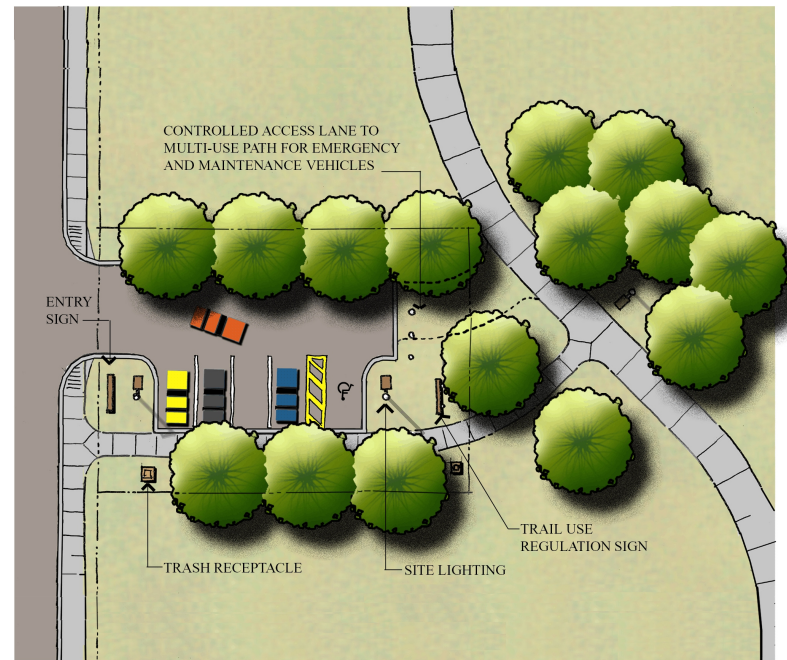 CONTROLLED ACCESS LANE TO
MULTI-USE PATH FOR EMERGENCY
AND MAINTENANCE VEHICLES
ENTRY
SIGN
TRAIL USE
REGULATION SIGN
TRASH RECEPTACLE
SITE LIGHTING